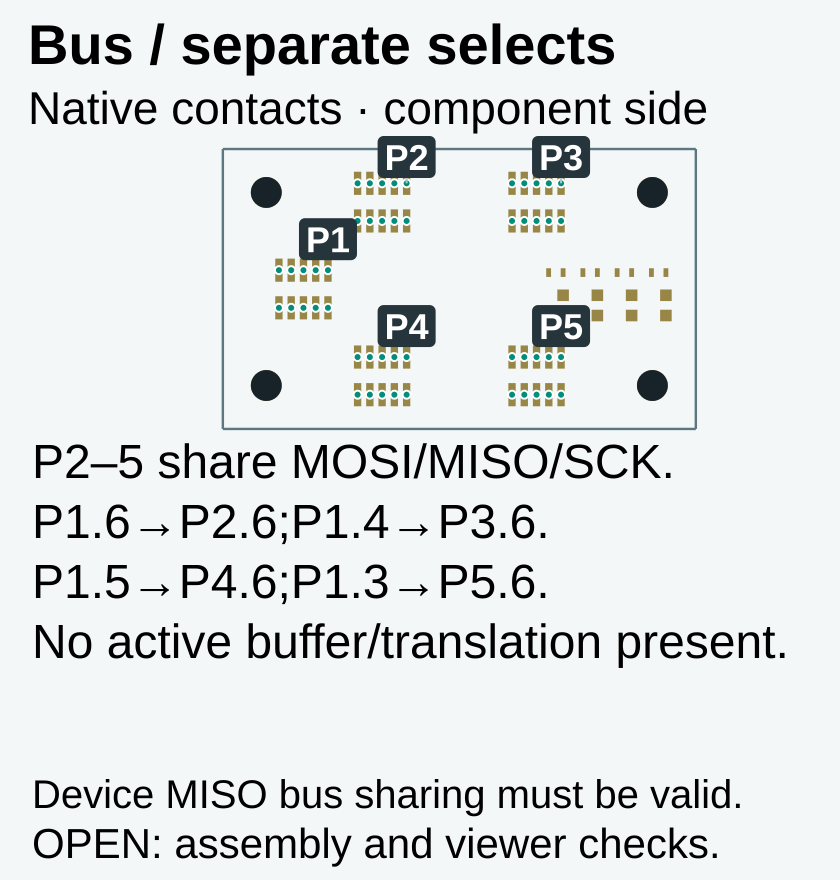 Bus / separate selects
Native contacts · component side
P2 P3
P1
P4 P5
P2–5 share MOSI/MISO/SCK.
P1.6→P2.6;P1.4→P3.6.
P1.5→P4.6;P1.3→P5.6.
No active buffer/translation present.
Device MISO bus sharing must be valid.
OPEN: assembly and viewer checks.